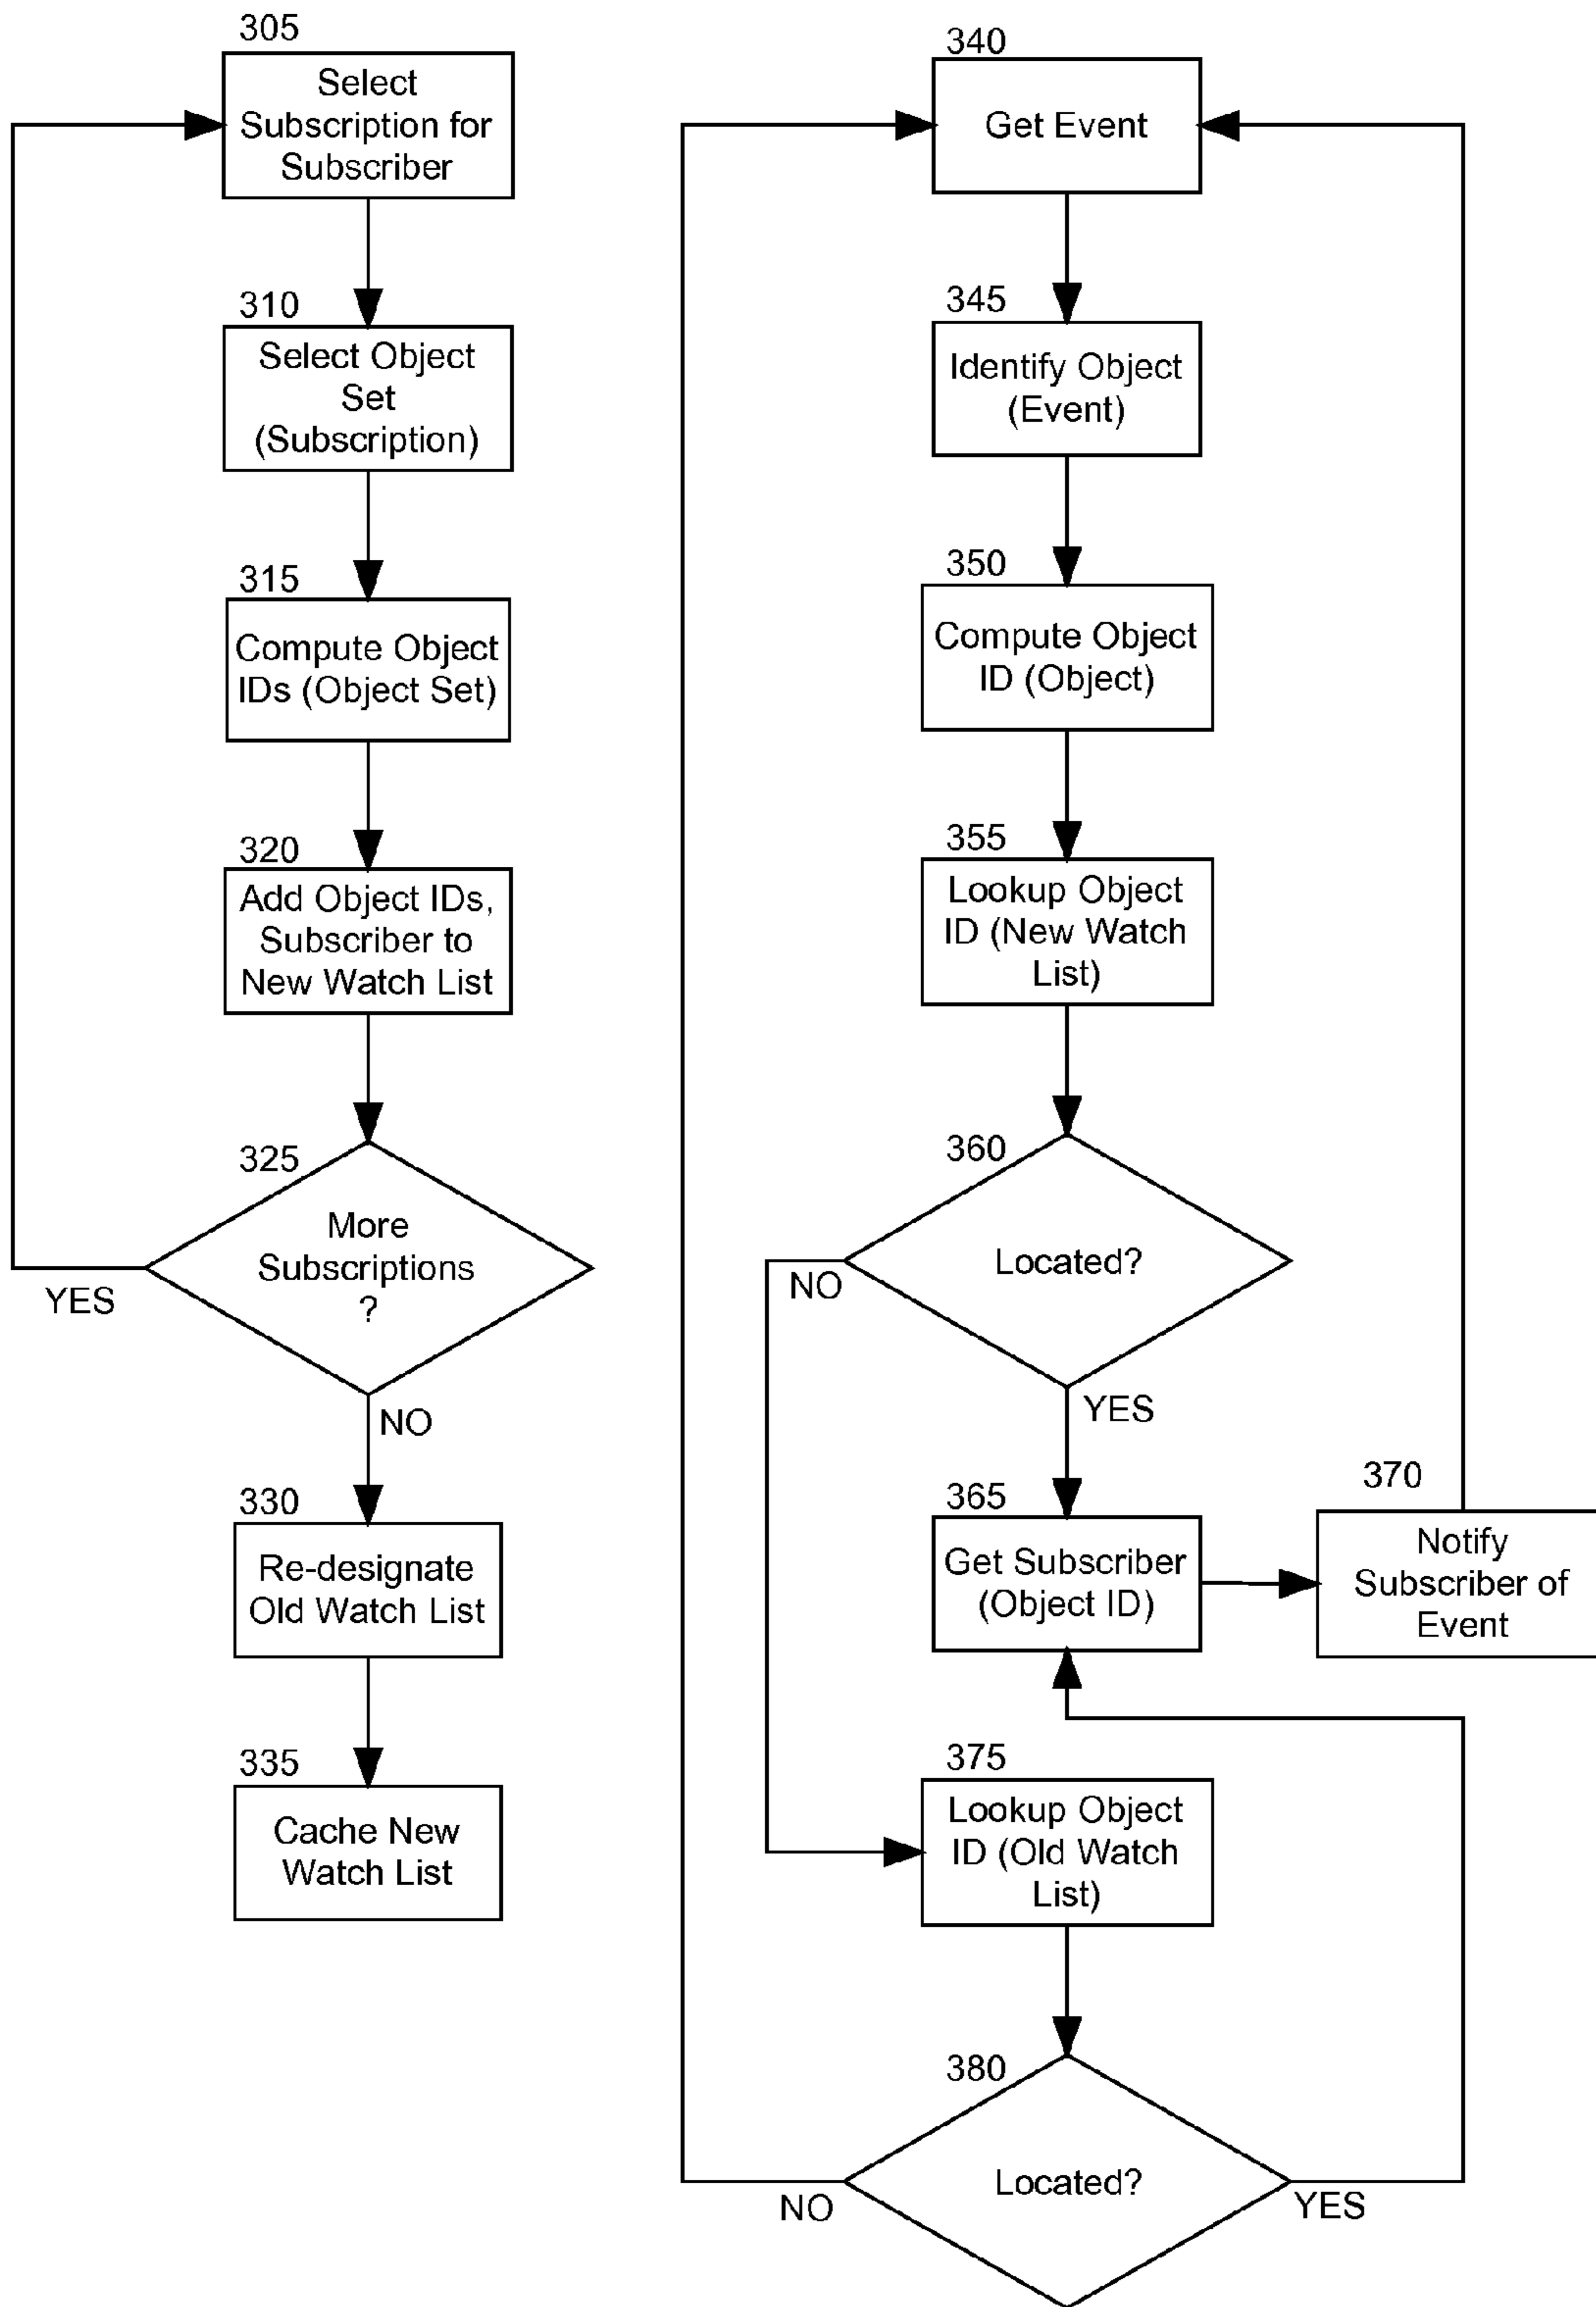 305
Select
Subscription for
Subscriber
310
Select Object
Set
(Subscription)
315
Compute Object
IDs (Object Set)
320
Add Object IDs,
Subscriber to
New Watch List
325
More
Subscriptions
?
YES
NO
330
Re-designate
Old Watch List
335
Cache New
Watch List
340
Get Event
345
Identify Object
(Event)
350
Compute Object
ID (Object)
355
Lookup Object
ID (New Watch
List)
360
Located?
NO
YES
365
Get Subscriber
(Object ID)
370
Notify
Subscriber of
Event
375
Lookup Object
ID (Old Watch
List)
380
Located?
NO
YES